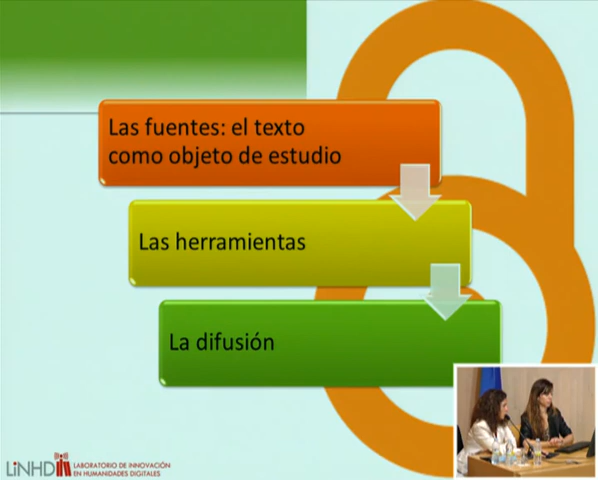 Las fuentes: el texto
como objeto de estudio
Las herramientas
La difusión
LiNHD
LABORATORIO DE INNOVACIÓN
EN HUMANIDADES DIGITALES